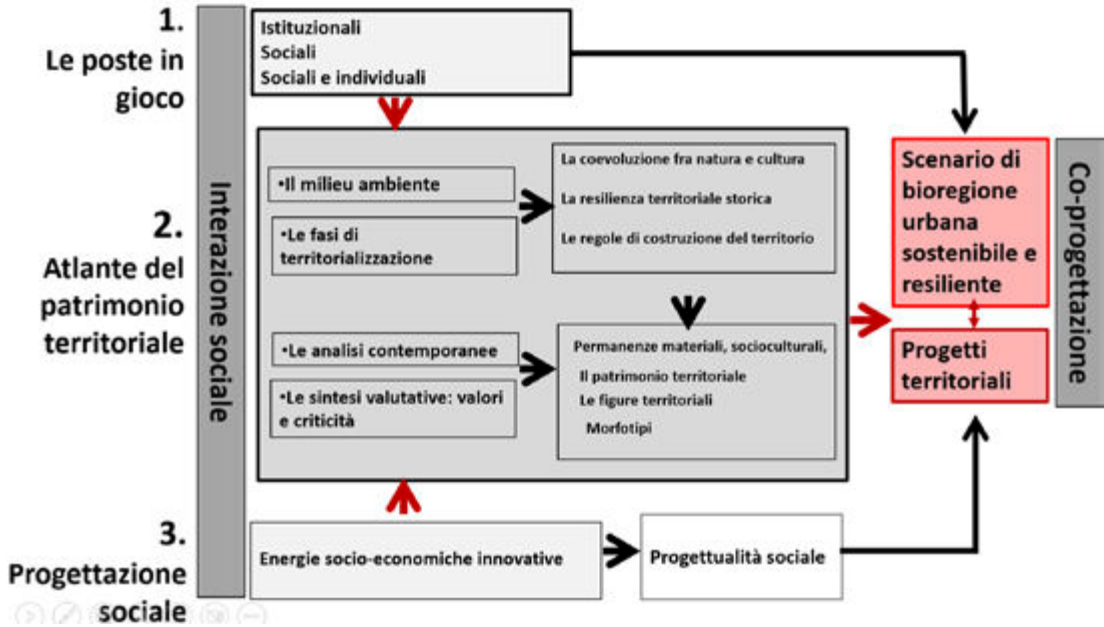 1.
Le poste in
gioco
Istituzionali
Sociali
Sociali e individuali
2.
Atlante del
patrimonio
territoriale
Interazione sociale
•Il milieu ambiente
•Le fasi di
territorializzazione
La coevoluzione fra natura e cultura
La resilienza territoriale storica
Le regole di costruzione del territorio
•Le analisi contemporanee
•Le sintesi valutative: valori
e criticità
Permanenze materiali, socioculturali,
Il patrimonio territoriale
Le figure territoriali
Morfotipi
Scenario di
bioregione
urbana
sostenibile e
resiliente
Progetti
territoriali
Co-progettazione
3.
Progettazione
sociale
Energie socio-economiche innovative
Progettualità sociale